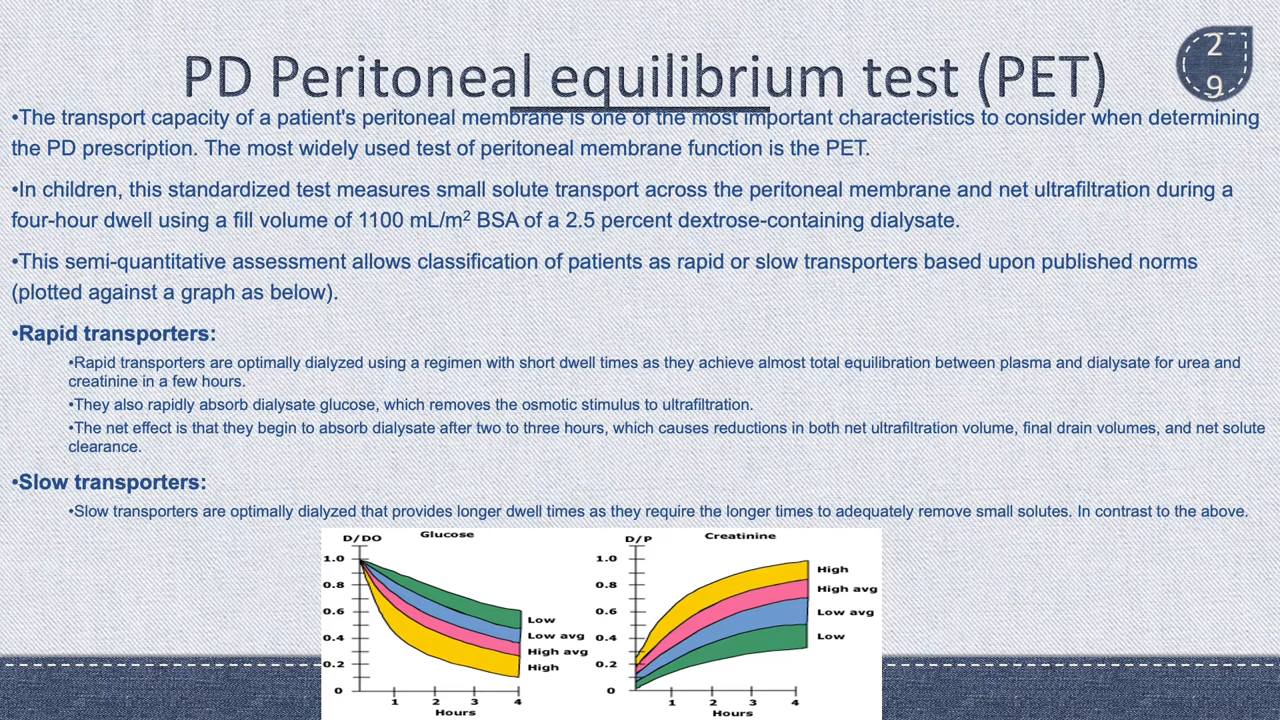 PD Peritoneal equilibrium test (PET)
2
9
•The transport capacity of a patient's peritoneal membrane is one of the most important characteristics to consider when determining
the PD prescription. The most widely used test of peritoneal membrane function is the PET.
•In children, this standardized test measures small solute transport across the peritoneal membrane and net ultrafiltration during a
four-hour dwell using a fill volume of 1100 mL/m² BSA of a 2.5 percent dextrose-containing dialysate.
•This semi-quantitative assessment allows classification of patients as rapid or slow transporters based upon published norms
(plotted against a graph as below).
•Rapid transporters:
•Rapid transporters are optimally dialyzed using a regimen with short dwell times as they achieve almost total equilibration between plasma and dialysate for urea and
creatinine in a few hours.
•They also rapidly absorb dialysate glucose, which removes the osmotic stimulus to ultrafiltration.
•The net effect is that they begin to absorb dialysate after two to three hours, which causes reductions in both net ultrafiltration volume, final drain volumes, and net solute
clearance.
•Slow transporters:
•Slow transporters are optimally dialyzed that provides longer dwell times as they require the longer times to adequately remove small solutes. In contrast to the above.
D/DO
Glucose
1.0
0.8
0.6
0.4
0.2
0
Low
Low avg
High avg
High
1 2 3 4
Hours
D/P
Creatinine
1.0
0.8
0.6
0.4
0.2
0
High
High avg
Low avg
Low
1 2 3 4
Hours